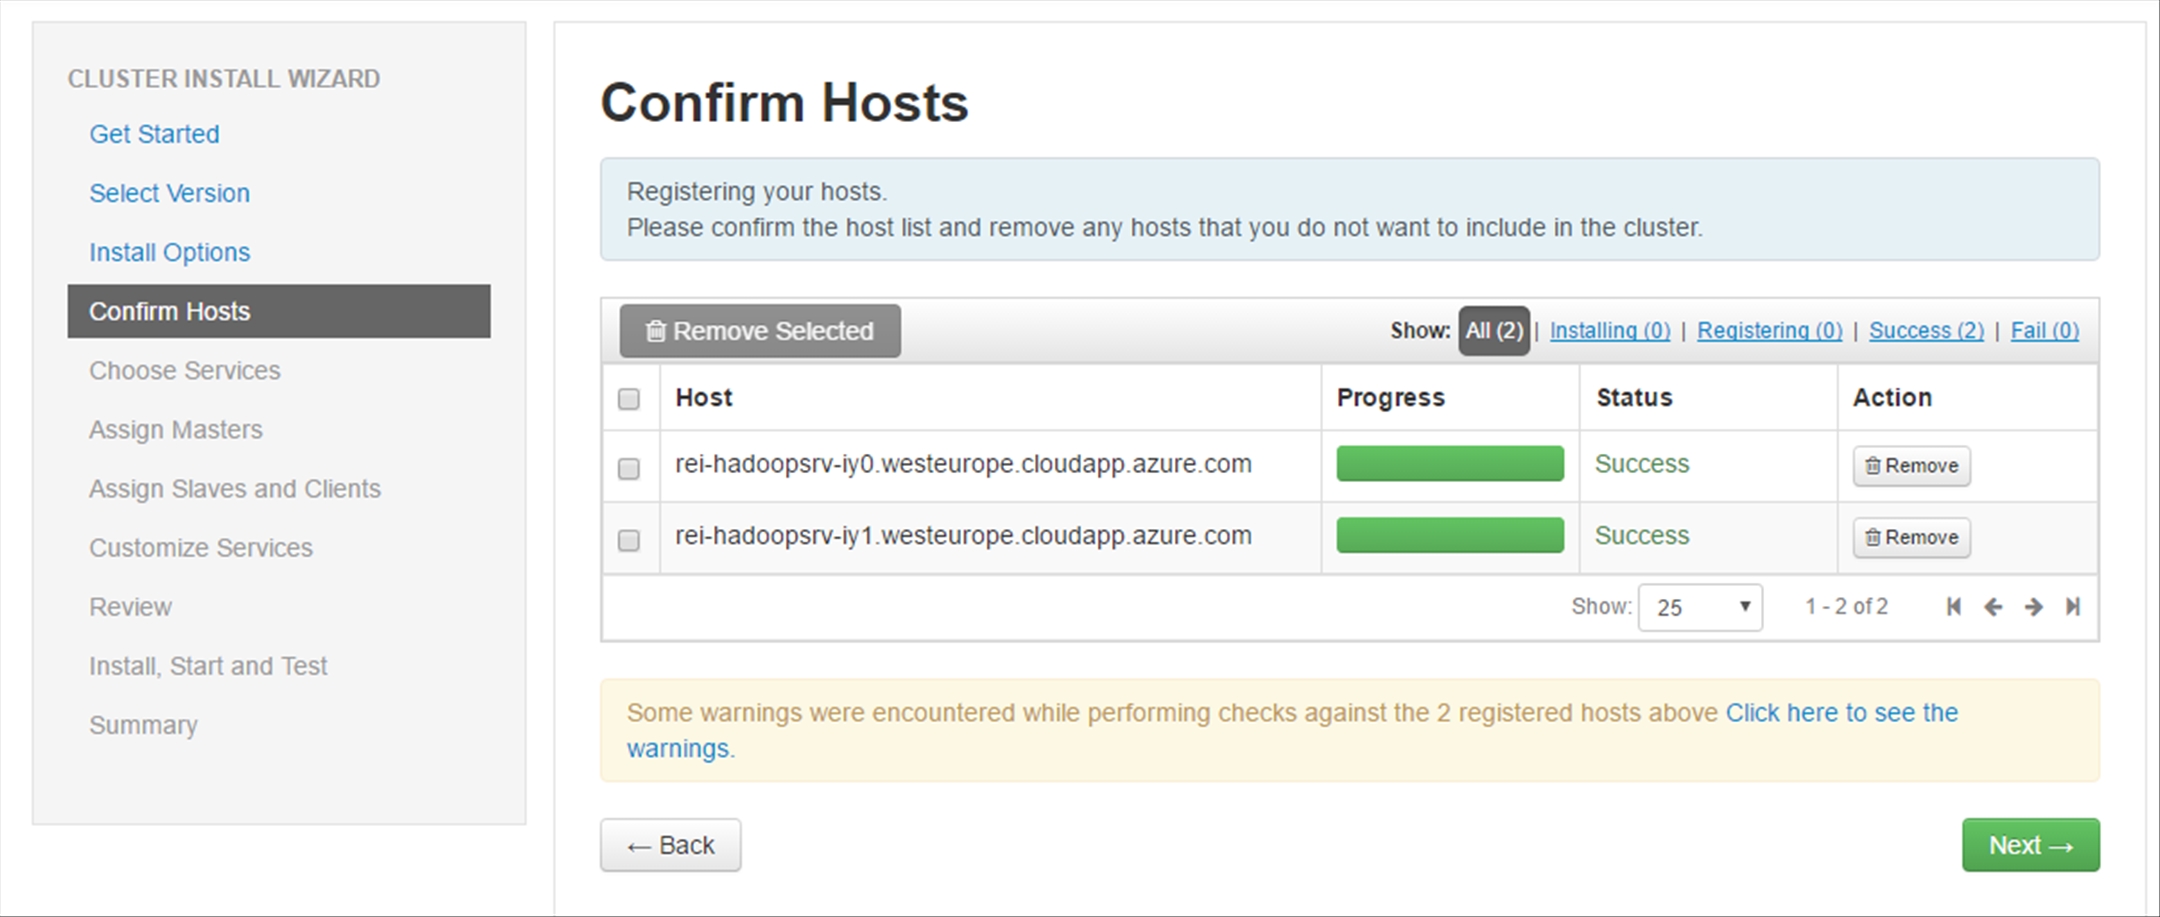 CLUSTER INSTALL WIZARD
Get Started
Select Version
Install Options
Confirm Hosts
Choose Services
Assign Masters
Assign Slaves and Clients
Customize Services
Review
Install, Start and Test
Summary
Confirm Hosts
Registering your hosts.
Please confirm the host list and remove any hosts that you do not want to include in the cluster.
Remove Selected Show: All (2) | Installing (0) | Registering (0) | Success (2) | Fail (0)
Host Progress Status Action
rei-hadoopsrv-iy0.westeurope.cloudapp.azure.com Success Remove
rei-hadoopsrv-iy1.westeurope.cloudapp.azure.com Success Remove
Show: 25 1 - 2 of 2
Some warnings were encountered while performing checks against the 2 registered hosts above Click here to see the
warnings.
← Back Next →